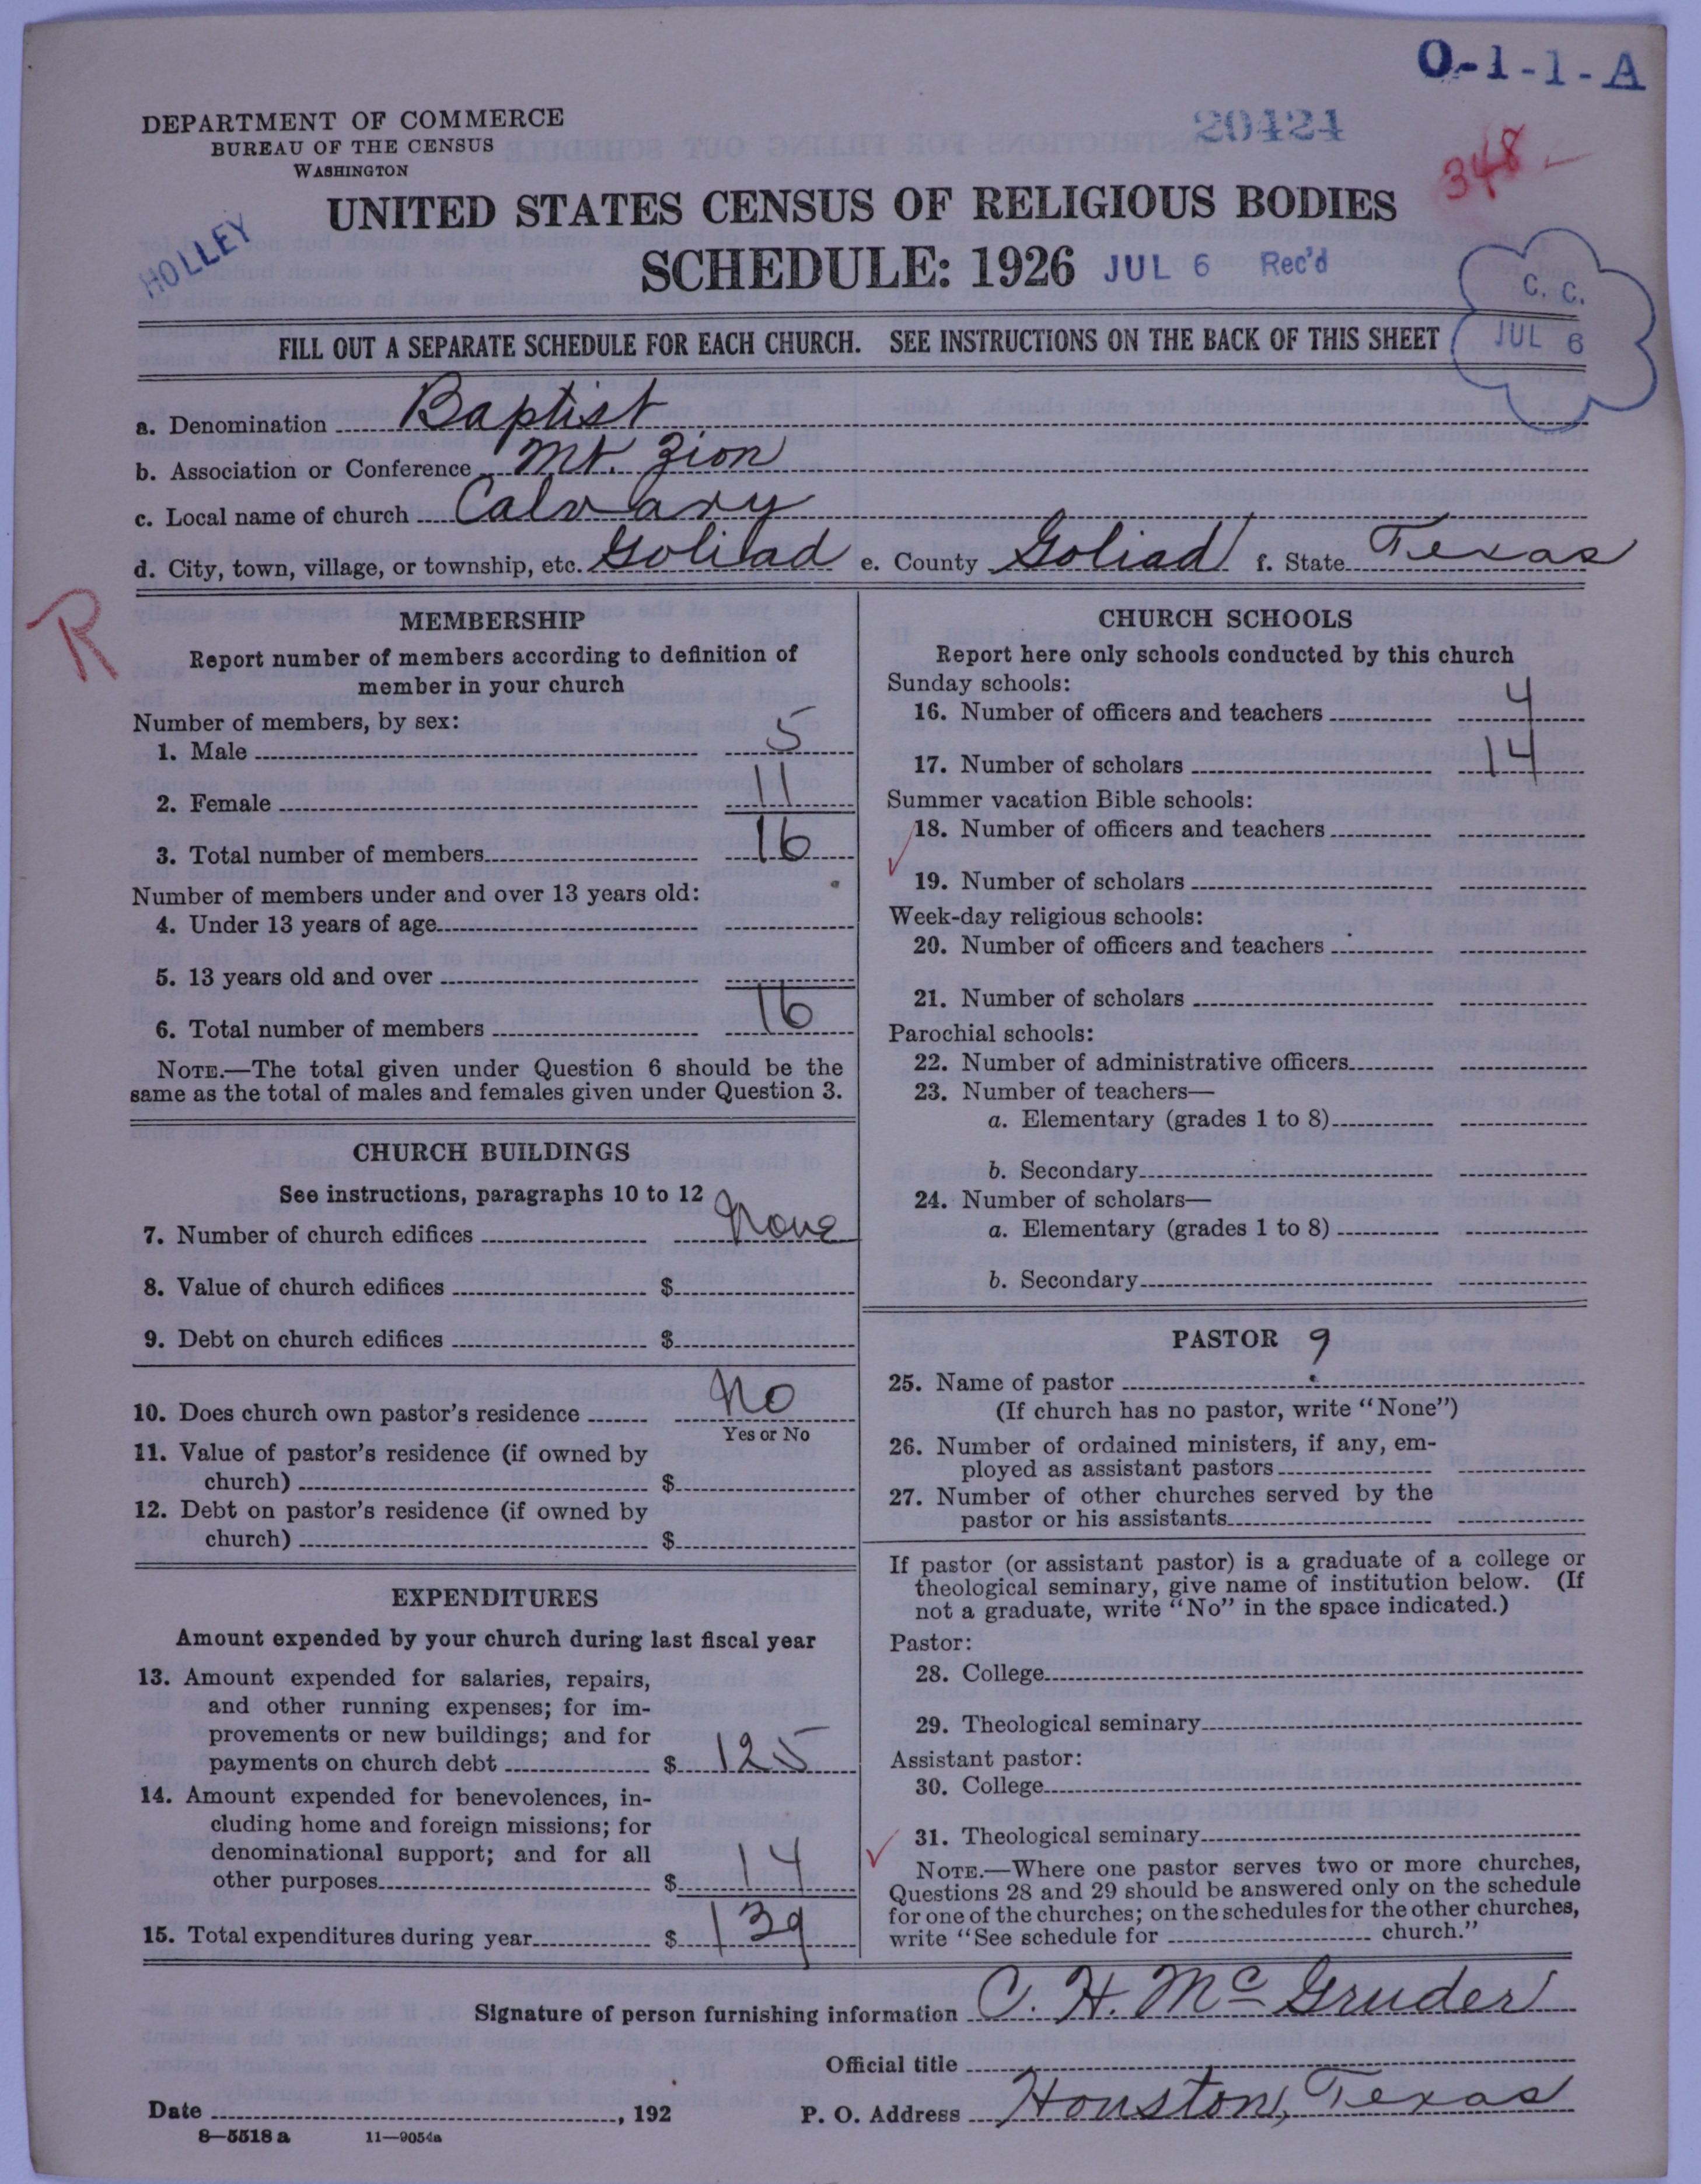 O-1-1-A
DEPARTMENT OF COMMERCE
BUREAU OF THE CENSUS
WASHINGTON
20424
348
UNITED STATES CENSUS OF RELIGIOUS BODIES
HOLLEY
SCHEDULE: 1926 JUL 6 Rec'd
C. C.
JUL 6
FILL OUT A SEPARATE SCHEDULE FOR EACH CHURCH. SEE INSTRUCTIONS ON THE BACK OF THIS SHEET
a. Denomination Baptist
b. Association or Conference Mt. Zion
c. Local name of church Calvary
d. City, town, village, or township, etc. Goliad e. County Goliad f. State Texas
R
MEMBERSHIP
Report number of members according to definition of
member in your church
Number of members, by sex:
1. Male 5
2. Female 11
3. Total number of members 16
Number of members under and over 13 years old:
4. Under 13 years of age
5. 13 years old and over
6. Total number of members 16
NOTE.—The total given under Question 6 should be the
same as the total of males and females given under Question 3.
CHURCH BUILDINGS
See instructions, paragraphs 10 to 12
7. Number of church edifices None
8. Value of church edifices $
9. Debt on church edifices $
10. Does church own pastor's residence No
Yes or No
11. Value of pastor's residence (if owned by
church) $
12. Debt on pastor's residence (if owned by
church) $
EXPENDITURES
Amount expended by your church during last fiscal year
13. Amount expended for salaries, repairs,
and other running expenses; for im-
provements or new buildings; and for
payments on church debt $ 125
14. Amount expended for benevolences, in-
cluding home and foreign missions; for
denominational support; and for all
other purposes $ 14
15. Total expenditures during year $ 139
CHURCH SCHOOLS
Report here only schools conducted by this church
Sunday schools:
16. Number of officers and teachers 4
17. Number of scholars 14
Summer vacation Bible schools:
18. Number of officers and teachers
19. Number of scholars
Week-day religious schools:
20. Number of officers and teachers
21. Number of scholars
Parochial schools:
22. Number of administrative officers
23. Number of teachers—
a. Elementary (grades 1 to 8)
b. Secondary
24. Number of scholars—
a. Elementary (grades 1 to 8)
b. Secondary
PASTOR ?
25. Name of pastor
(If church has no pastor, write "None")
26. Number of ordained ministers, if any, em-
ployed as assistant pastors
27. Number of other churches served by the
pastor or his assistants
If pastor (or assistant pastor) is a graduate of a college or
theological seminary, give name of institution below. (If
not a graduate, write "No" in the space indicated.)
Pastor:
28. College
29. Theological seminary
Assistant pastor:
30. College
31. Theological seminary
NOTE.—Where one pastor serves two or more churches,
Questions 28 and 29 should be answered only on the schedule
for one of the churches; on the schedules for the other churches,
write "See schedule for church."
Signature of person furnishing information C. H. McGruder
Official title
Date , 192 P. O. Address Houston, Texas
8—5518 a 11—9054a